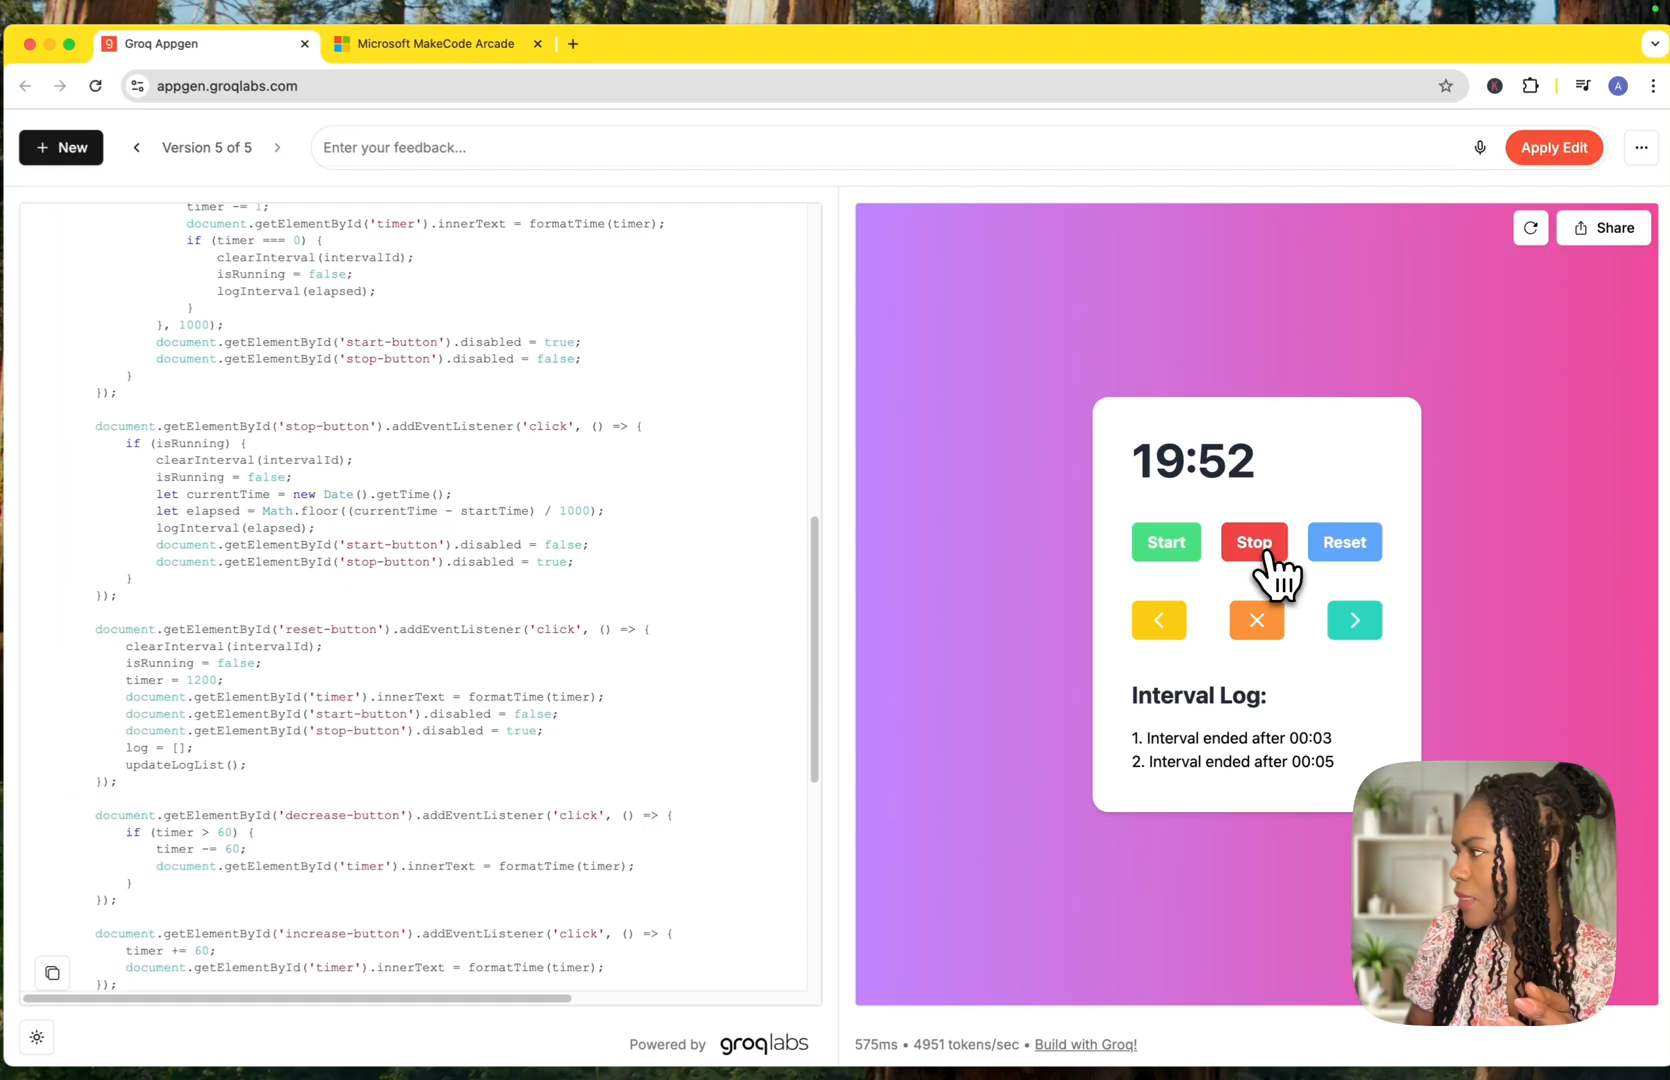 Groq Appgen
Microsoft MakeCode Arcade
appgen.groqlabs.com
A
+ New
Version 5 of 5
Enter your feedback...
Apply Edit
timer -= 1;
document.getElementById('timer').innerText = formatTime(timer);
if (timer === 0) {
clearInterval(intervalId);
isRunning = false;
logInterval(elapsed);
}
}, 1000);
document.getElementById('start-button').disabled = true;
document.getElementById('stop-button').disabled = false;
}
});
document.getElementById('stop-button').addEventListener('click', () => {
if (isRunning) {
clearInterval(intervalId);
isRunning = false;
let currentTime = new Date().getTime();
let elapsed = Math.floor((currentTime - startTime) / 1000);
logInterval(elapsed);
document.getElementById('start-button').disabled = false;
document.getElementById('stop-button').disabled = true;
}
});
document.getElementById('reset-button').addEventListener('click', () => {
clearInterval(intervalId);
isRunning = false;
timer = 1200;
document.getElementById('timer').innerText = formatTime(timer);
document.getElementById('start-button').disabled = false;
document.getElementById('stop-button').disabled = true;
log = [];
updateLogList();
});
document.getElementById('decrease-button').addEventListener('click', () => {
if (timer > 60) {
timer -= 60;
document.getElementById('timer').innerText = formatTime(timer);
}
});
document.getElementById('increase-button').addEventListener('click', () => {
timer += 60;
document.getElementById('timer').innerText = formatTime(timer);
});
Powered by groqlabs
Share
19:52
Start Stop Reset
Interval Log:
1. Interval ended after 00:03
2. Interval ended after 00:05
575ms • 4951 tokens/sec • Build with Groq!